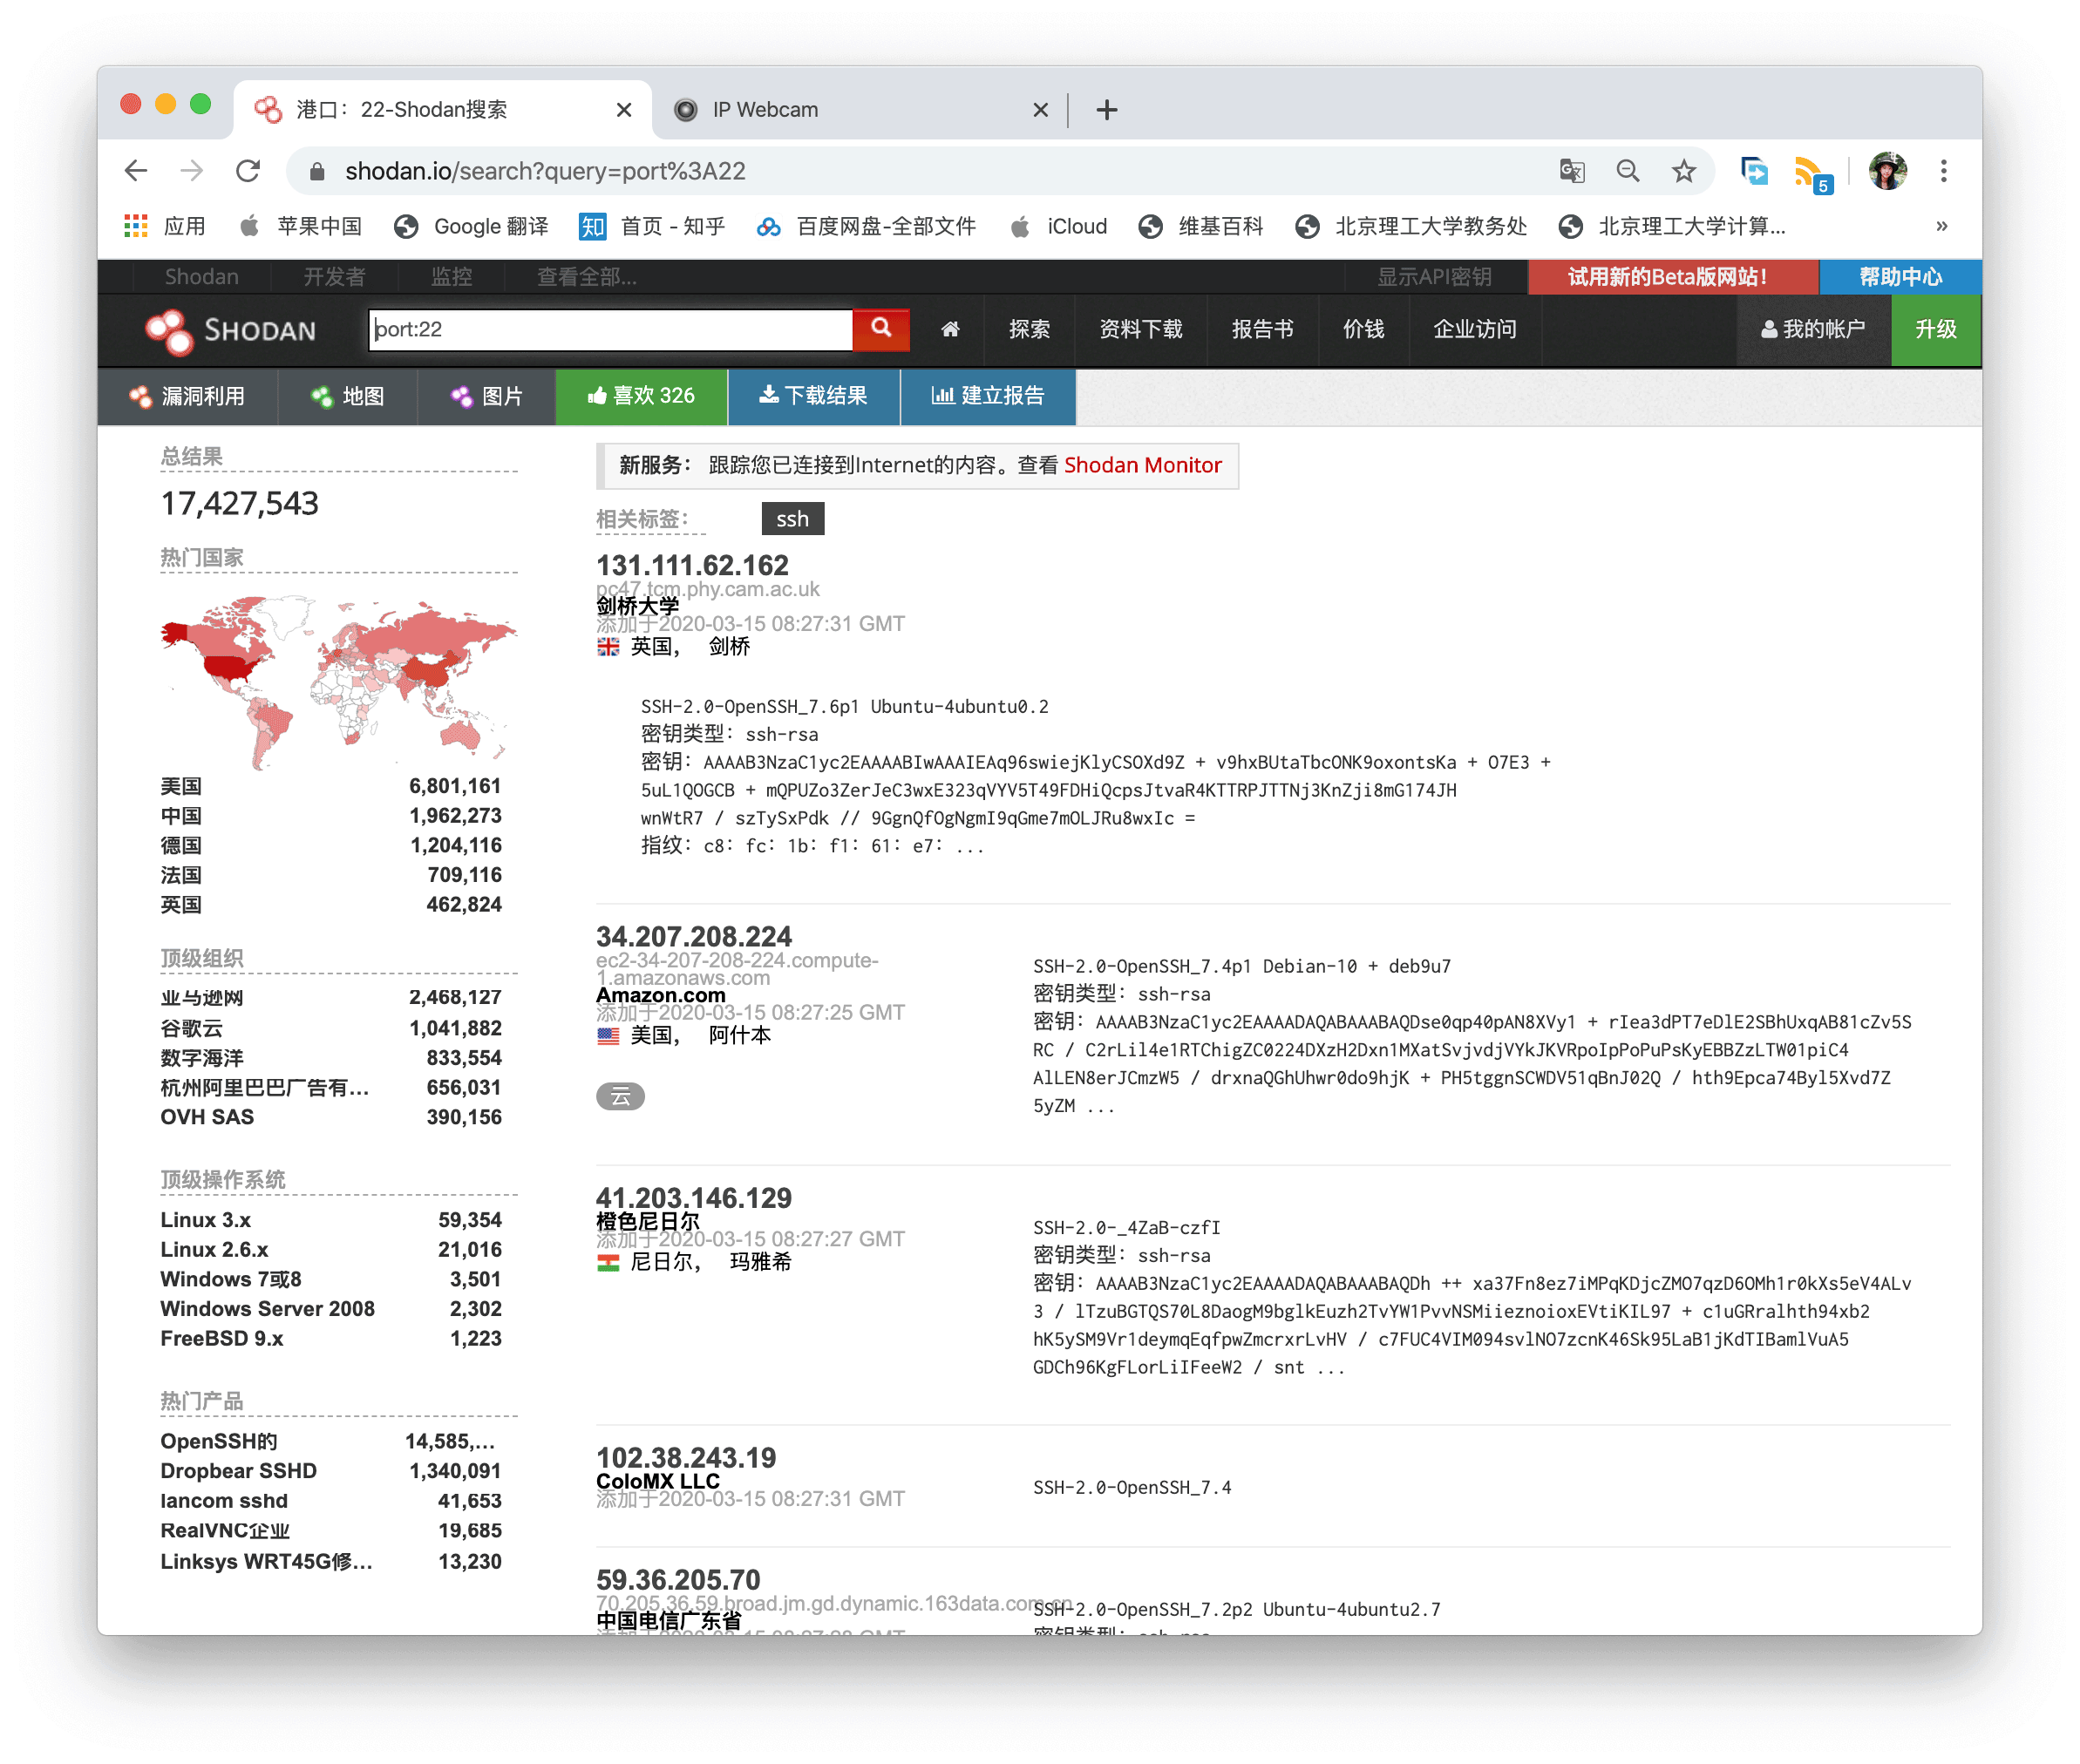 港口：22-Shodan搜索
IP Webcam
shodan.io/search?query=port%3A22
5
应用
苹果中国
Google 翻译
知 首页 - 知乎
百度网盘-全部文件
iCloud
维基百科
北京理工大学教务处
北京理工大学计算...
»
Shodan
开发者
监控
查看全部...
显示API密钥
试用新的Beta版网站!
帮助中心
SHODAN
port:22
探索
资料下载
报告书
价钱
企业访问
我的帐户
升级
漏洞利用
地图
图片
喜欢 326
下载结果
建立报告
总结果
17,427,543
热门国家
美国 6,801,161
中国 1,962,273
德国 1,204,116
法国 709,116
英国 462,824
顶级组织
亚马逊网 2,468,127
谷歌云 1,041,882
数字海洋 833,554
杭州阿里巴巴广告有... 656,031
OVH SAS 390,156
顶级操作系统
Linux 3.x 59,354
Linux 2.6.x 21,016
Windows 7或8 3,501
Windows Server 2008 2,302
FreeBSD 9.x 1,223
热门产品
OpenSSH的 14,585,...
Dropbear SSHD 1,340,091
lancom sshd 41,653
RealVNC企业 19,685
Linksys WRT45G修... 13,230
新服务： 跟踪您已连接到Internet的内容。查看 Shodan Monitor
相关标签： ssh
131.111.62.162
pc47.tcm.phy.cam.ac.uk
剑桥大学
添加于2020-03-15 08:27:31 GMT
英国， 剑桥
SSH-2.0-OpenSSH_7.6p1 Ubuntu-4ubuntu0.2
密钥类型：ssh-rsa
密钥：AAAAB3NzaC1yc2EAAAABIwAAAIEAq96swiejKlyCSOXd9Z + v9hxBUtaTbcONK9oxontsKa + O7E3 +
5uL1QOGCB + mQPUZo3ZerJeC3wxE323qVYV5T49FDHiQcpsJtvaR4KTTRPJTTNj3KnZji8mG174JH
wnWtR7 / szTySxPdk // 9GgnQfOgNgmI9qGme7mOLJRu8wxIc =
指纹：c8：fc：1b：f1：61：e7：...
34.207.208.224
ec2-34-207-208-224.compute-
1.amazonaws.com
Amazon.com
添加于2020-03-15 08:27:25 GMT
美国， 阿什本
云
SSH-2.0-OpenSSH_7.4p1 Debian-10 + deb9u7
密钥类型：ssh-rsa
密钥：AAAAB3NzaC1yc2EAAAADAQABAAABAQDse0qp40pAN8XVy1 + rIea3dPT7eDlE2SBhUxqAB81cZv5S
RC / C2rLil4e1RTChigZC0224DXzH2Dxn1MXatSvjvdjVYkJKVRpoIpPoPuPsKyEBBZzLTW01piC4
AlLEN8erJCmzW5 / drxnaQGhUhwr0do9hjK + PH5tggnSCWDV51qBnJ02Q / hth9Epca74Byl5Xvd7Z
5yZM ...
41.203.146.129
橙色尼日尔
添加于2020-03-15 08:27:27 GMT
尼日尔， 玛雅希
SSH-2.0-_4ZaB-czfI
密钥类型：ssh-rsa
密钥：AAAAB3NzaC1yc2EAAAADAQABAAABAQDh ++ xa37Fn8ez7iMPqKDjcZMO7qzD6OMh1r0kXs5eV4ALv
3 / lTzuBGTQS70L8DaogM9bglkEuzh2TvYW1PvvNSMiieznoioxEVtiKIL97 + c1uGRralhth94xb2
hK5ySM9Vr1deymqEqfpwZmcrxrLvHV / c7FUC4VIM094svlNO7zcnK46Sk95LaB1jKdTIBamlVuA5
GDCh96KgFLorLiIFeeW2 / snt ...
102.38.243.19
ColoMX LLC
添加于2020-03-15 08:27:31 GMT
SSH-2.0-OpenSSH_7.4
59.36.205.70
70.205.36.59.broad.jm.gd.dynamic.163data.com.cn
中国电信广东省
添加于2020-03-15 08:27:28 GMT
SSH-2.0-OpenSSH_7.2p2 Ubuntu-4ubuntu2.7
密钥类型：ssh-rsa